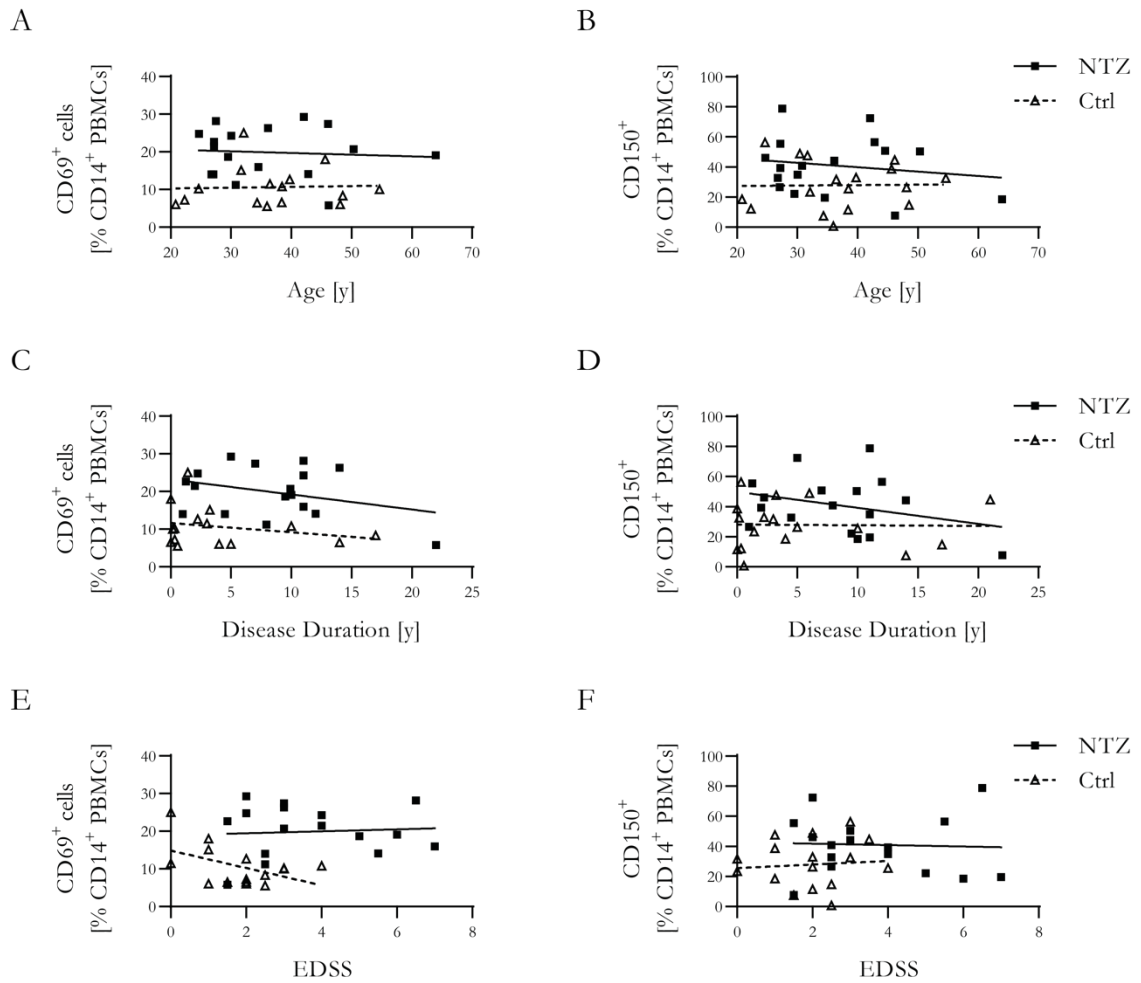 A
B
CD69+ cells
[% CD14+ PBMCs]
40
30
20
10
0
20 30 40 50 60 70
Age [y]
CD150+
[% CD14+ PBMCs]
100
80
60
40
20
0
20 30 40 50 60 70
Age [y]
NTZ
Ctrl
C
D
CD69+ cells
[% CD14+ PBMCs]
40
30
20
10
0
0 5 10 15 20 25
Disease Duration [y]
CD150+
[% CD14+ PBMCs]
100
80
60
40
20
0
0 5 10 15 20 25
Disease Duration [y]
NTZ
Ctrl
E
F
CD69+ cells
[% CD14+ PBMCs]
40
30
20
10
0
0 2 4 6 8
EDSS
CD150+
[% CD14+ PBMCs]
100
80
60
40
20
0
0 2 4 6 8
EDSS
NTZ
Ctrl